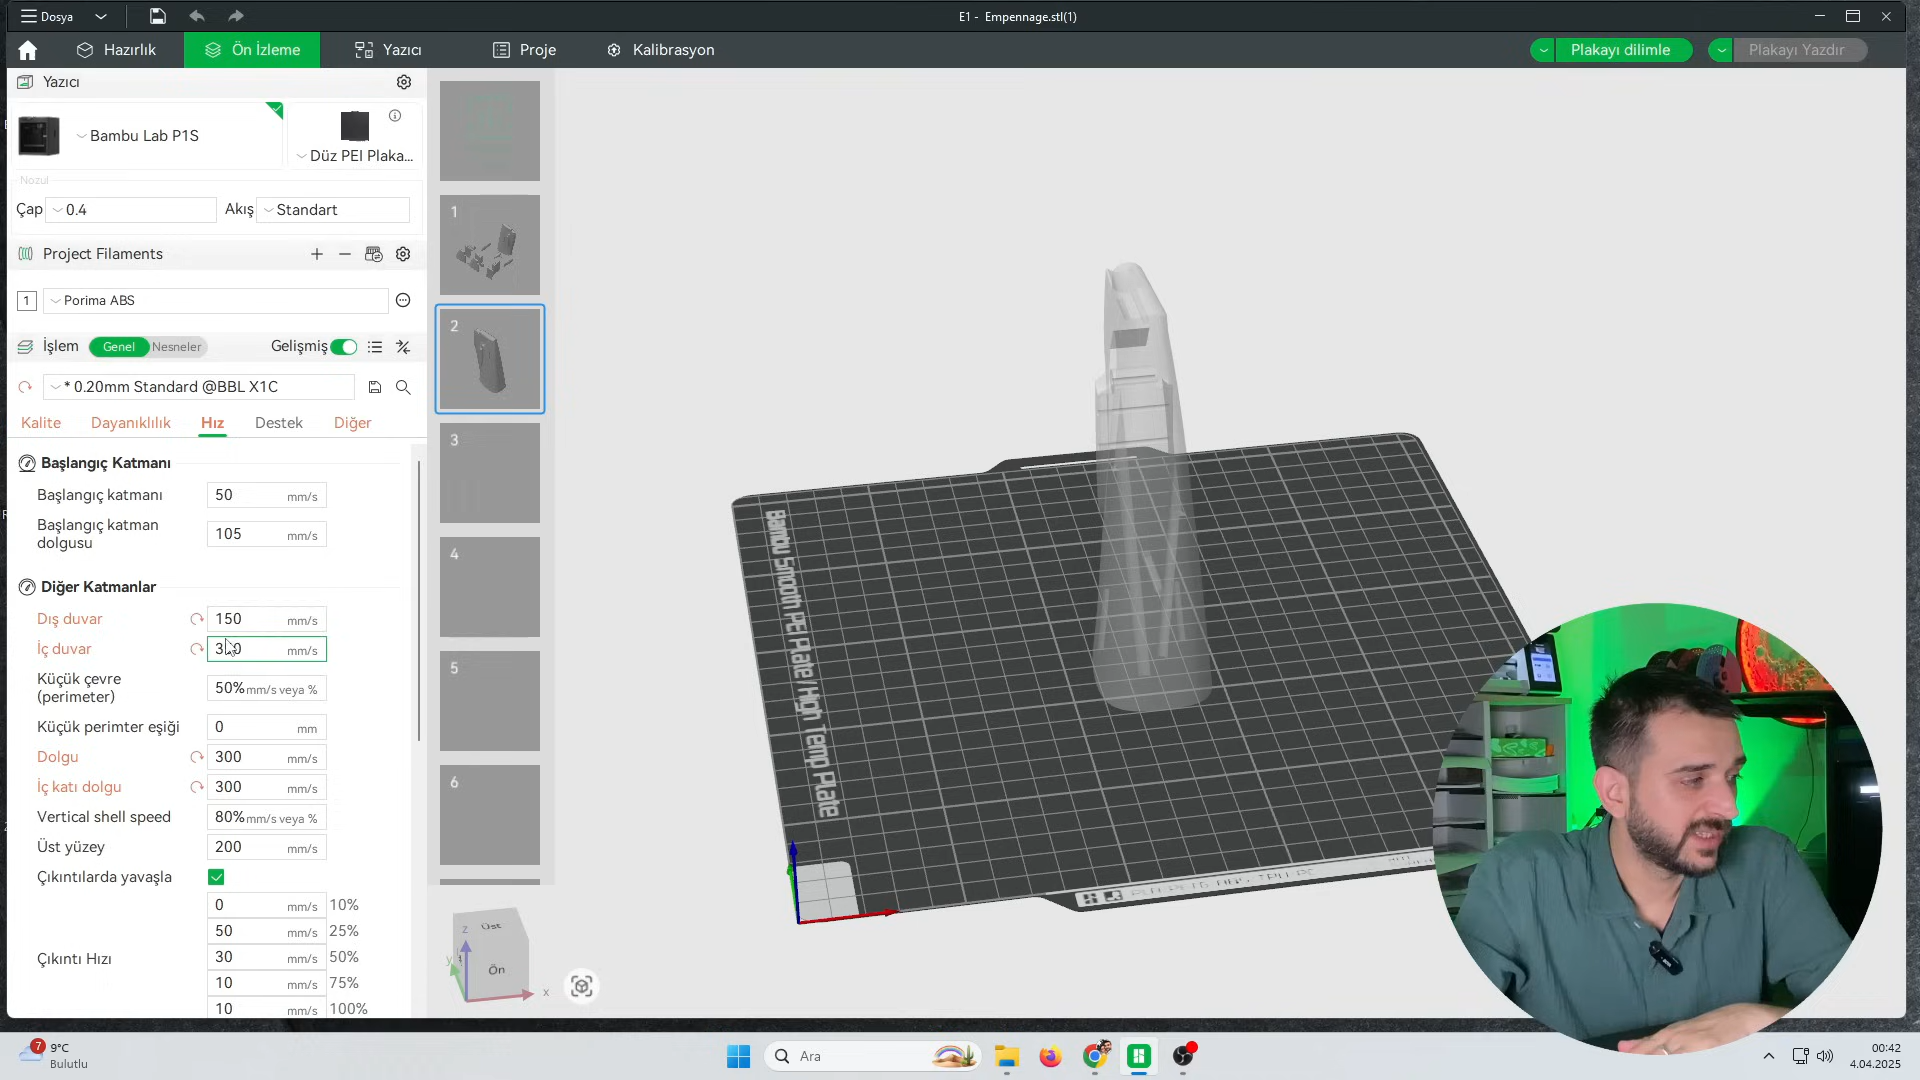 Dosya
E1 - Empennage.stl(1)
Hazırlık
Ön İzleme
Yazıcı
Proje
Kalibrasyon
Plakayı dilimle
Plakayı Yazdır
Yazıcı
Bambu Lab P1S
Düz PEI Plaka...
Nozul
Çap
0.4
Akış
Standart
Project Filaments
1
Porima ABS
İşlem
Genel
Nesneler
Gelişmiş
* 0.20mm Standard @BBL X1C
Kalite
Dayanıklılık
Hız
Destek
Diğer
Başlangıç Katmanı
Başlangıç katmanı
50
mm/s
Başlangıç katman
dolgusu
105
mm/s
Diğer Katmanlar
Dış duvar
150
mm/s
İç duvar
mm/s
Küçük çevre
(perimeter)
50%
mm/s veya %
Küçük perimter eşiği
0
mm
Dolgu
300
mm/s
İç katı dolgu
300
mm/s
Vertical shell speed
80%
mm/s veya %
Üst yüzey
200
mm/s
Çıkıntılarda yavaşla
Çıkıntı Hızı
0
mm/s
10%
50
mm/s
25%
30
mm/s
50%
10
mm/s
75%
10
mm/s
100%
1
2
3
4
5
6
Bambu Smooth PEI Plate/High Temp Plate
Üst
Ön
z
y
x
7
9°C
Bulutlu
Ara
00:42
4.04.2025